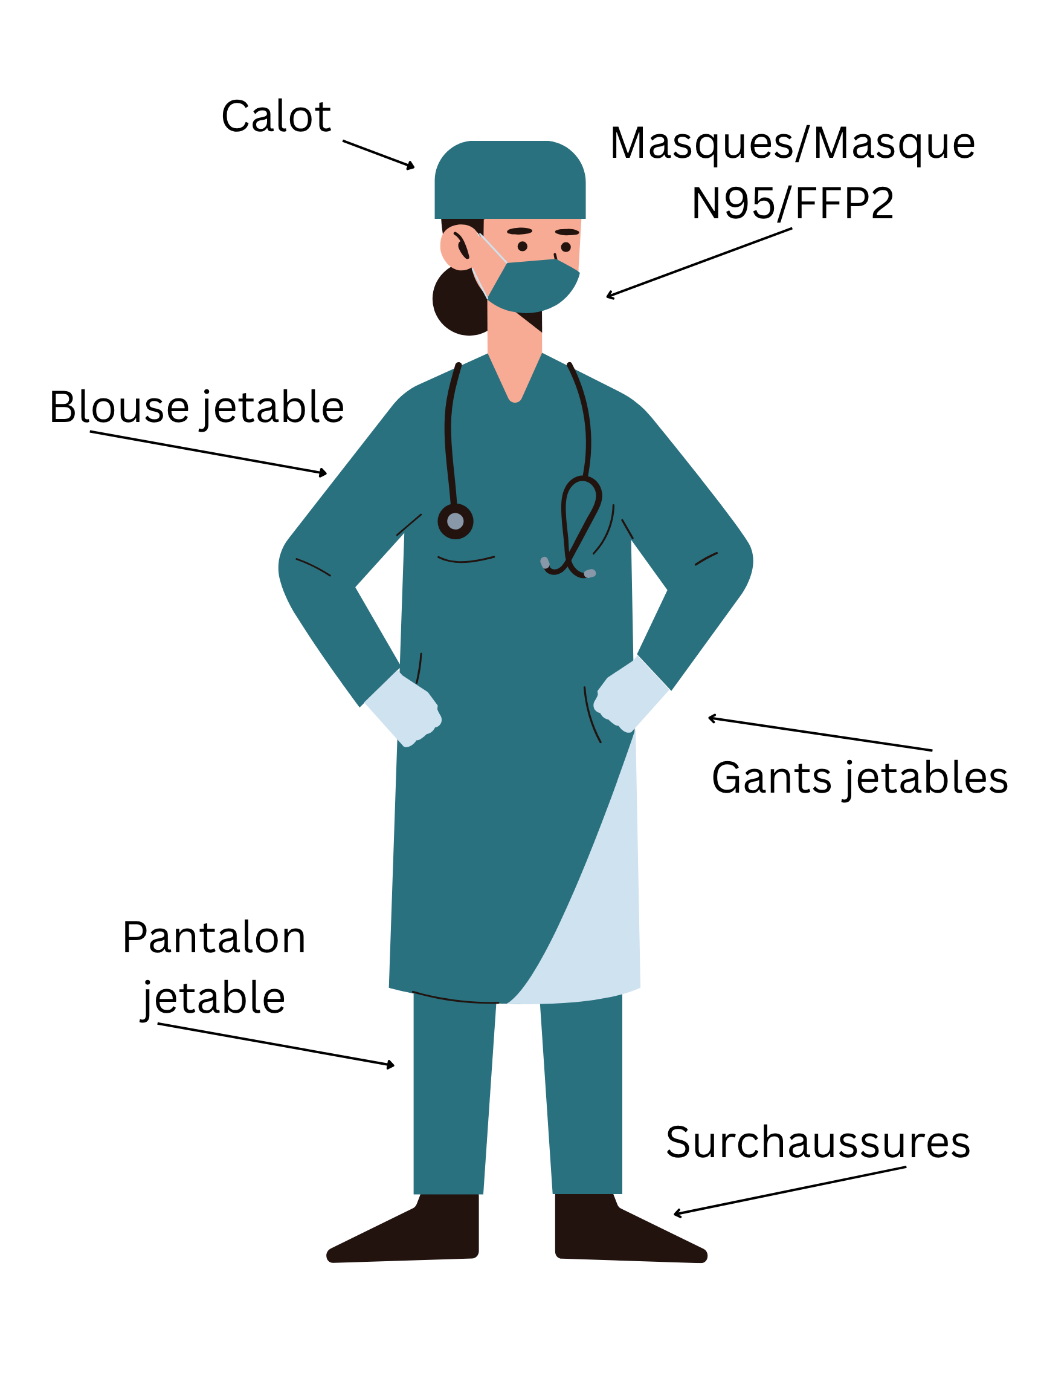 Calot
Masques/Masque
N95/FFP2
Blouse jetable
Gants jetables
Pantalon
jetable
Surchaussures